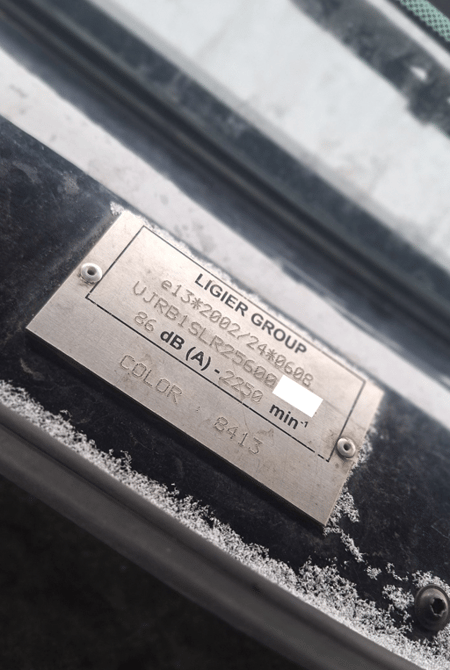 LIGIER GROUP
e13*2002/24*0608
VJRB1SLR25600
86 dB (A) - 2250 min⁻¹
COLOR : 8413